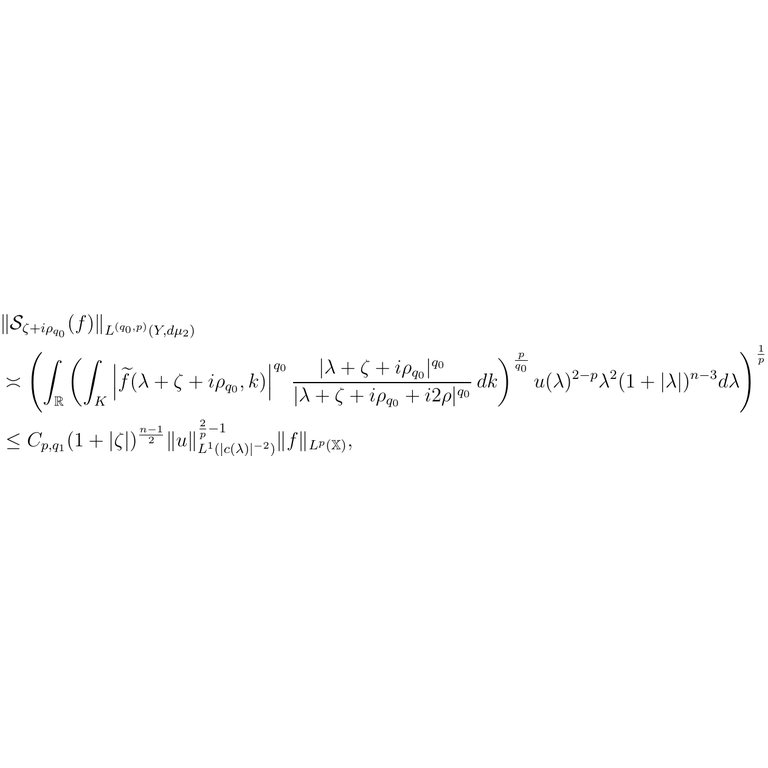 \|\mathcal{S}_{\zeta+i\rho_{q_0}}(f)\|_{L^{(q_0,p)}(Y,d\mu_2)}
\asymp \left( \int_{\mathbb{R}} \left( \int_K \left| \widetilde{f}(\lambda+\zeta+i\rho_{q_0},k) \right|^{q_0} \frac{|\lambda+\zeta+i\rho_{q_0}|^{q_0}}{|\lambda+\zeta+i\rho_{q_0}+i2\rho|^{q_0}} \, dk \right)^{\frac{p}{q_0}} u(\lambda)^{2-p} \lambda^2 (1+|\lambda|)^{n-3} d\lambda \right)^{\frac{1}{p}}
\leq C_{p,q_1} (1+|\zeta|)^{\frac{n-1}{2}} \|u\|_{L^1(|c(\lambda)|^{-2})}^{\frac{2}{p}-1} \|f\|_{L^p(\mathbb{X})},